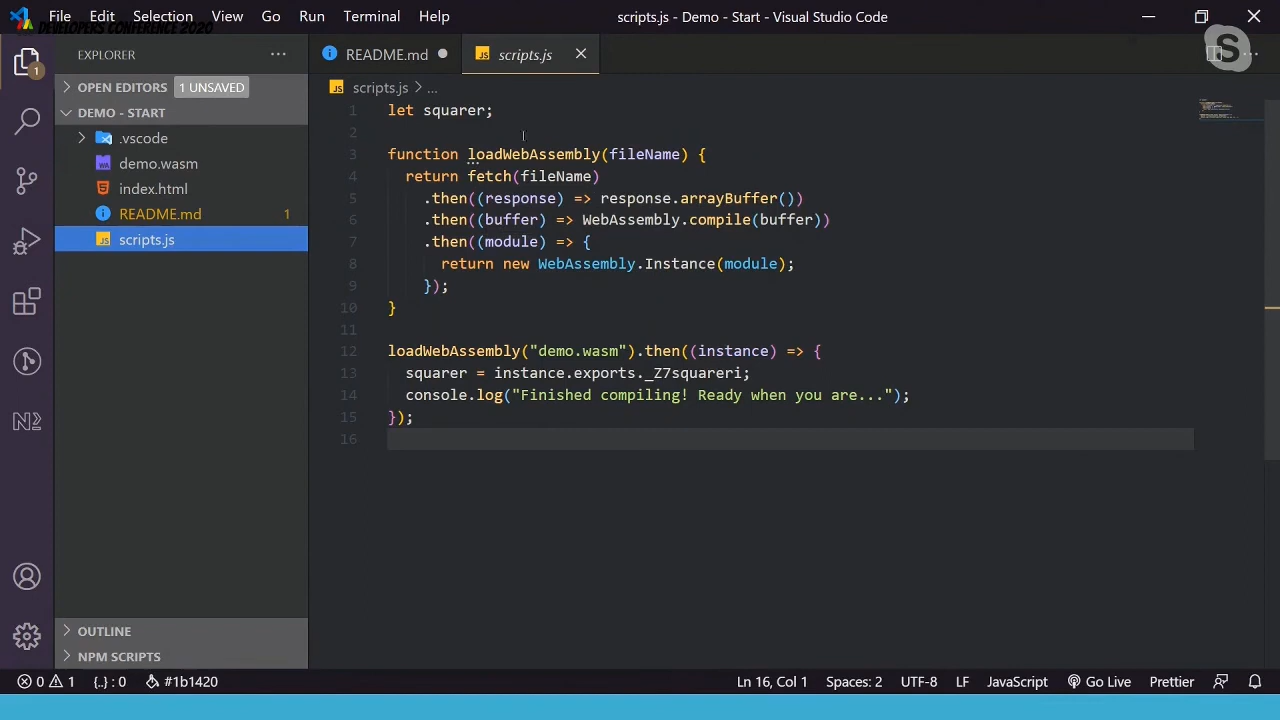 File Edit Selection View Go Run Terminal Help
scripts.js - Demo - Start - Visual Studio Code
DEVELOPERS CONFERENCE 2020
EXPLORER
README.md
scripts.js
1
OPEN EDITORS 1 UNSAVED
DEMO - START
.vscode
demo.wasm
index.html
README.md 1
scripts.js
OUTLINE
NPM SCRIPTS
scripts.js ...
1 let squarer;
2
3 function loadWebAssembly(fileName) {
4 return fetch(fileName)
5 .then((response) => response.arrayBuffer())
6 .then((buffer) => WebAssembly.compile(buffer))
7 .then((module) => {
8 return new WebAssembly.Instance(module);
9 });
10 }
11
12 loadWebAssembly("demo.wasm").then((instance) => {
13 squarer = instance.exports._Z7squareri;
14 console.log("Finished compiling! Ready when you are...");
15 });
16
0 1 {..} : 0 #1b1420 Ln 16, Col 1 Spaces: 2 UTF-8 LF JavaScript Go Live Prettier